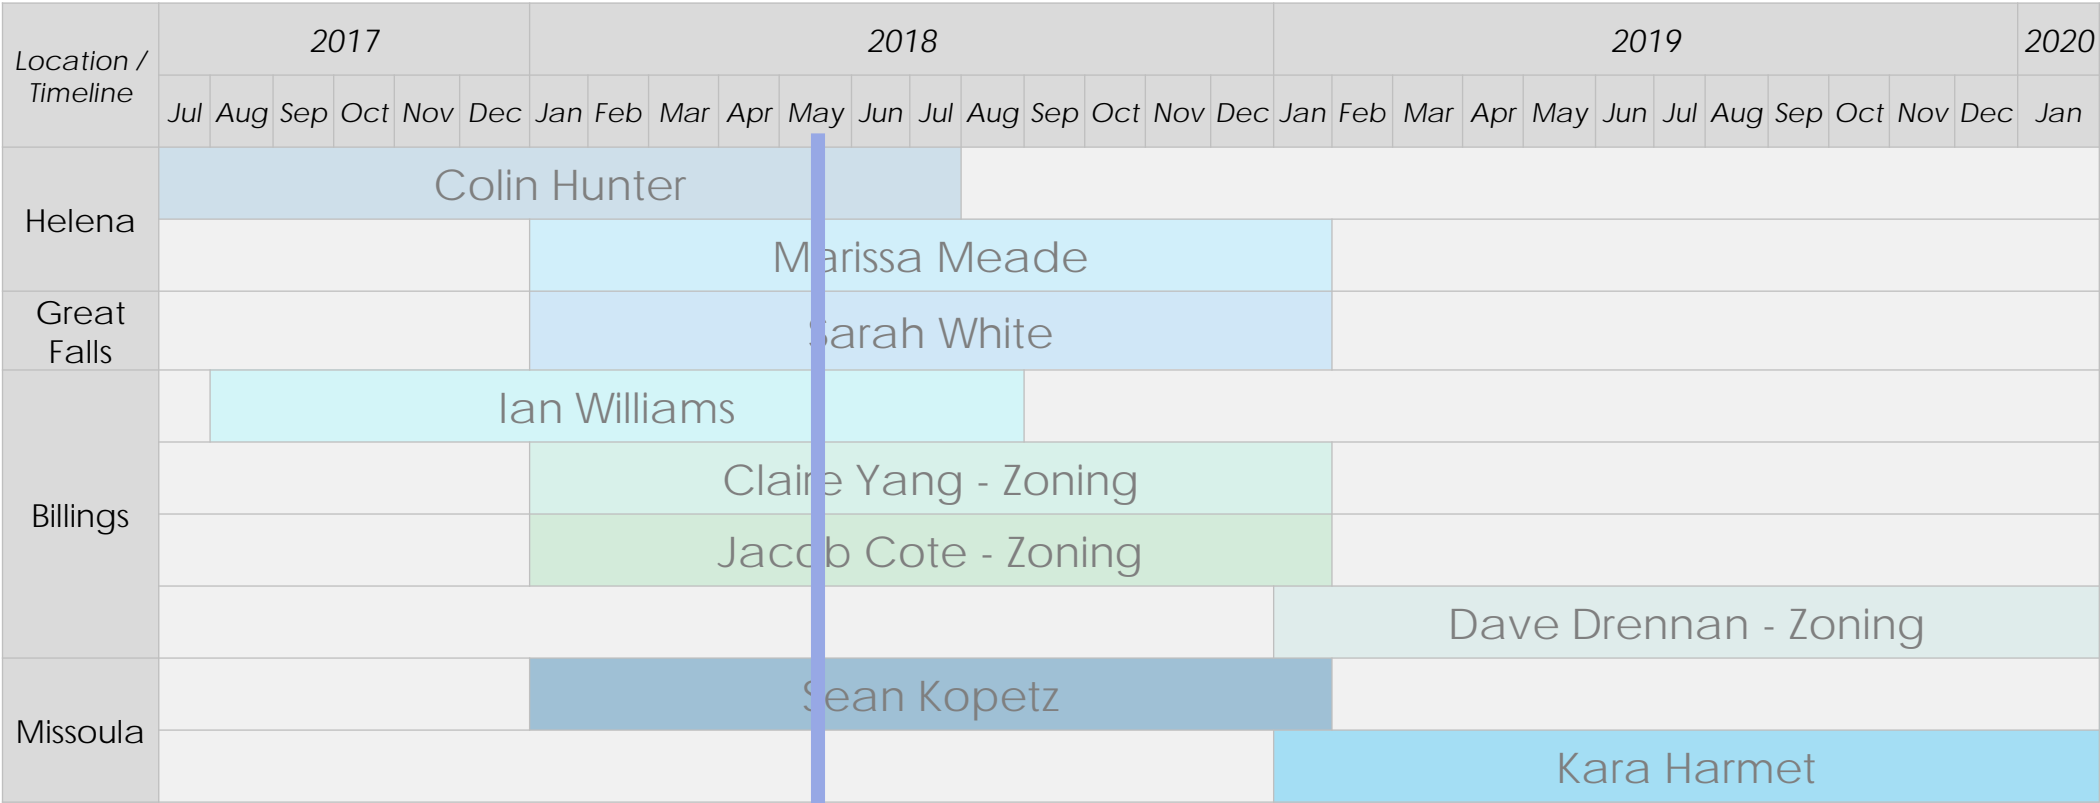 Location /
Timeline
2017 2018 2019 2020
Jul Aug Sep Oct Nov Dec Jan Feb Mar Apr May Jun Jul Aug Sep Oct Nov Dec Jan Feb Mar Apr May Jun Jul Aug Sep Oct Nov Dec Jan
Helena
Colin Hunter
Marissa Meade
Great
Falls
Sarah White
Billings
Ian Williams
Claire Yang - Zoning
Jacob Cote - Zoning
Dave Drennan - Zoning
Missoula
Sean Kopetz
Kara Harmet